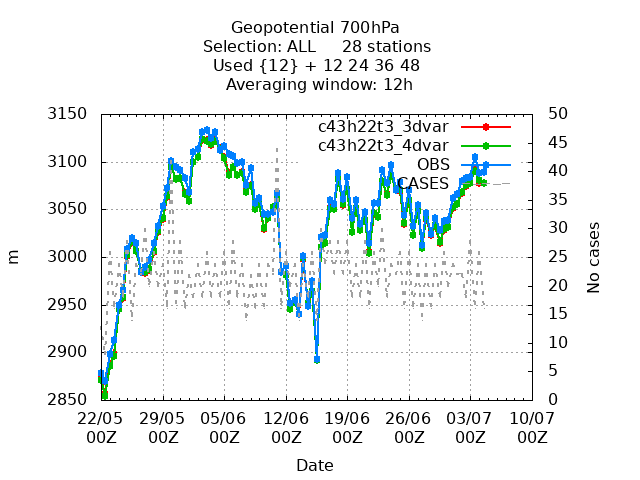 Geopotential 700hPa
Selection: ALL 28 stations
Used {12} + 12 24 36 48
Averaging window: 12h
c43h22t3_3dvar
c43h22t3_4dvar
OBS
CASES
3150
3100
3050
3000
2950
2900
2850
m
50
45
40
35
30
25
20
15
10
5
0
No cases
22/05 29/05 05/06 12/06 19/06 26/06 03/07 10/07
00Z 00Z 00Z 00Z 00Z 00Z 00Z 00Z
Date